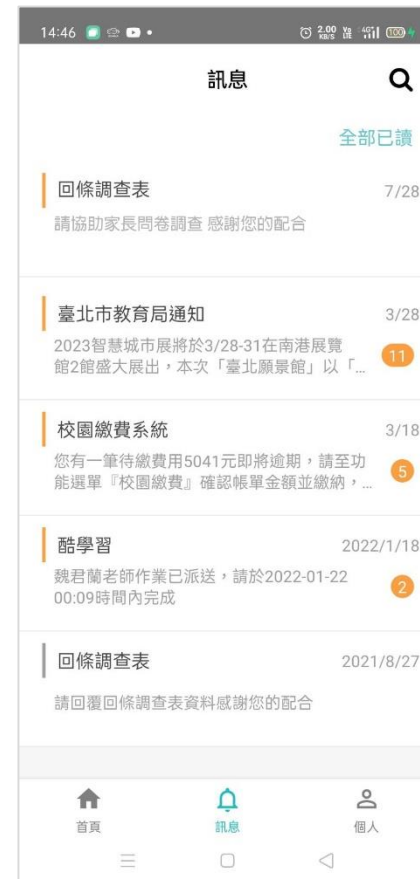 14:46
2.00 KB/S Vo LTE 4G+ 100
訊息
全部已讀
回條調查表 7/28
請協助家長問卷調查 感謝您的配合
臺北市教育局通知 3/28
2023智慧城市展將於3/28-31在南港展覽
館2館盛大展出，本次「臺北願景館」以「... 11
校園繳費系統 3/18
您有一筆待繳費用5041元即將逾期，請至功
能選單『校園繳費』確認帳單金額並繳納，... 5
酷學習 2022/1/18
魏君蘭老師作業已派送，請於2022-01-22
00:09時間內完成 2
回條調查表 2021/8/27
請回覆回條調查表資料感謝您的配合
首頁 訊息 個人